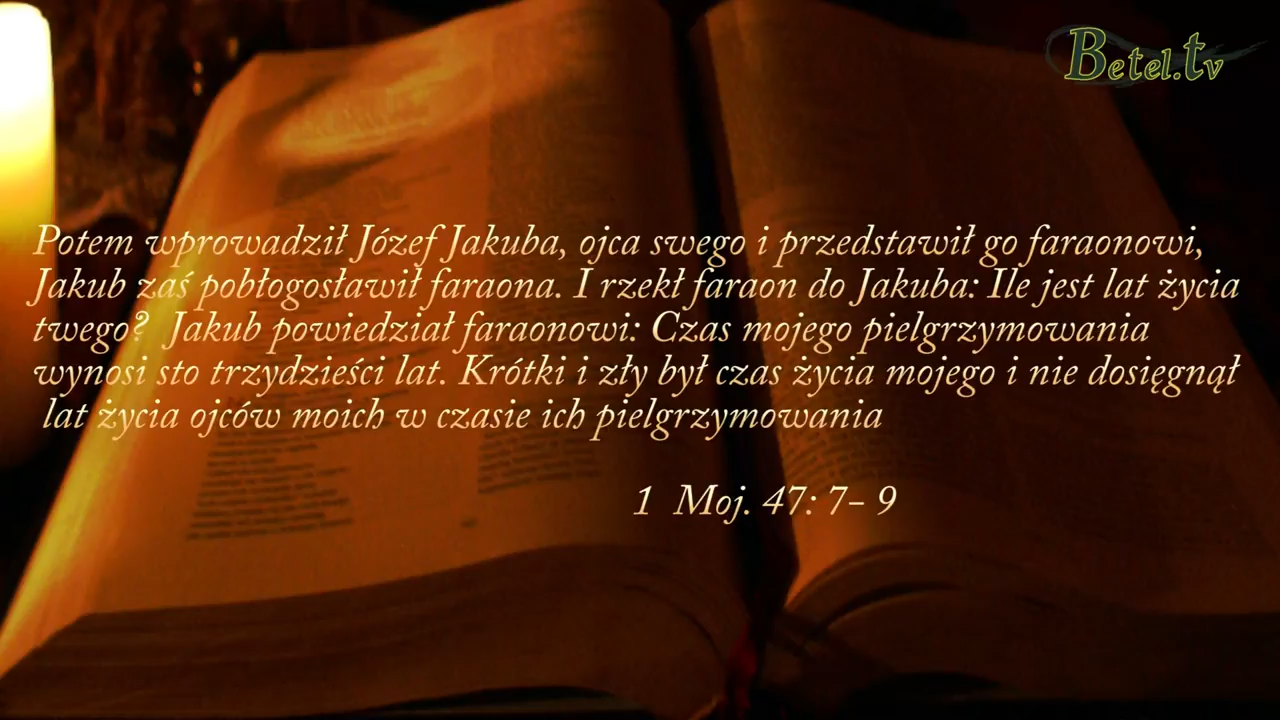 Betel.tv
Potem wprowadził Józef Jakuba, ojca swego i przedstawił go faraonowi,
Jakub zaś pobłogosławił faraona. I rzekł faraon do Jakuba: Ile jest lat życia
twego? Jakub powiedział faraonowi: Czas mojego pielgrzymowania
wynosi sto trzydzieści lat. Krótki i zły był czas życia mojego i nie dosięgnął
lat życia ojców moich w czasie ich pielgrzymowania
1 Moj. 47: 7- 9